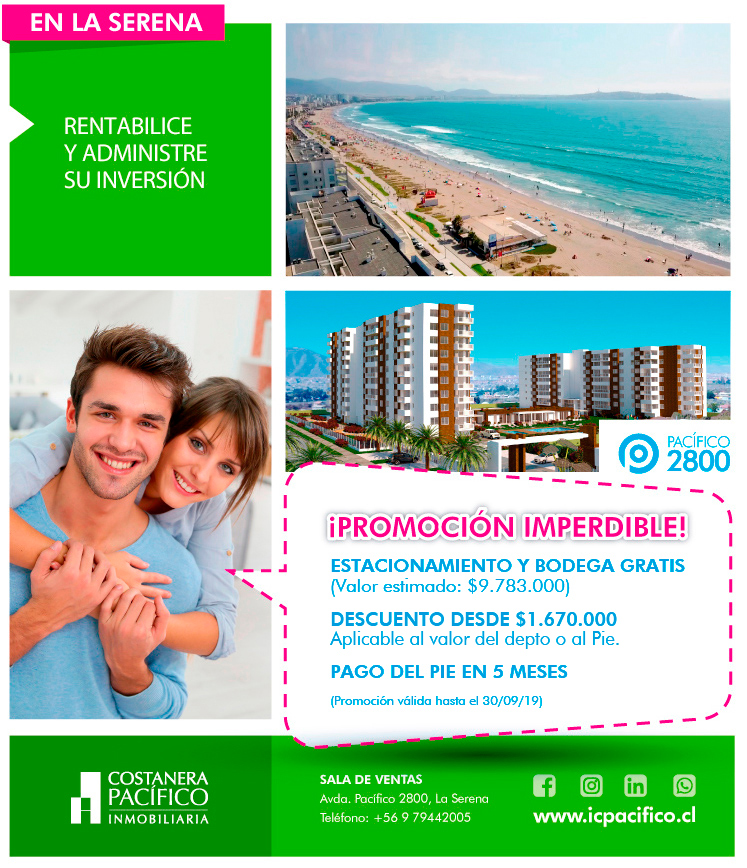 EN LA SERENA
RENTABILICE
Y ADMINISTRE
SU INVERSIÓN
PACÍFICO
2800
¡PROMOCIÓN IMPERDIBLE!
ESTACIONAMIENTO Y BODEGA GRATIS
(Valor estimado: $9.783.000)
DESCUENTO DESDE $1.670.000
Aplicable al valor del depto o al Pie.
PAGO DEL PIE EN 5 MESES
(Promoción válida hasta el 30/09/19)
COSTANERA
PACÍFICO
INMOBILIARIA
SALA DE VENTAS
Avda. Pacífico 2800, La Serena
Teléfono: +56 9 79442005
www.icpacifico.cl